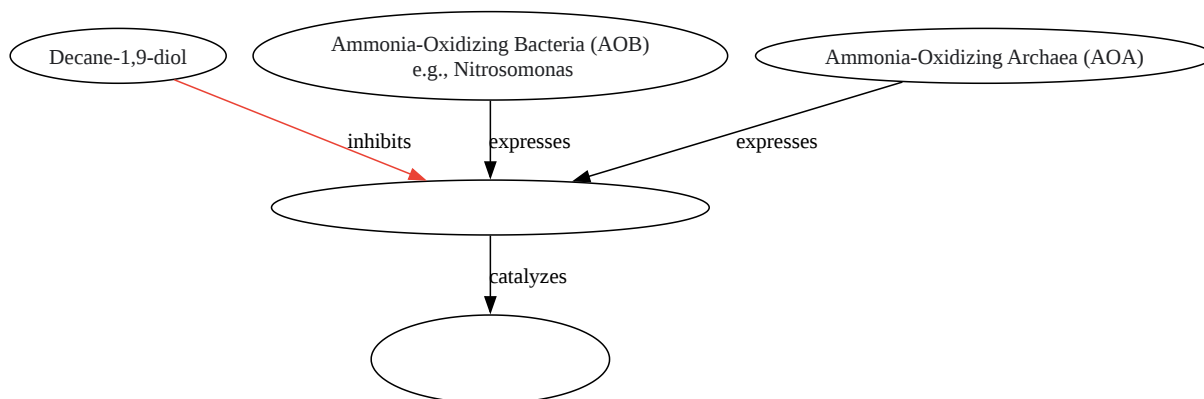 Decane-1,9-diol
Ammonia-Oxidizing Bacteria (AOB)
e.g., Nitrosomonas
Ammonia-Oxidizing Archaea (AOA)
inhibits
expresses
expresses
catalyzes